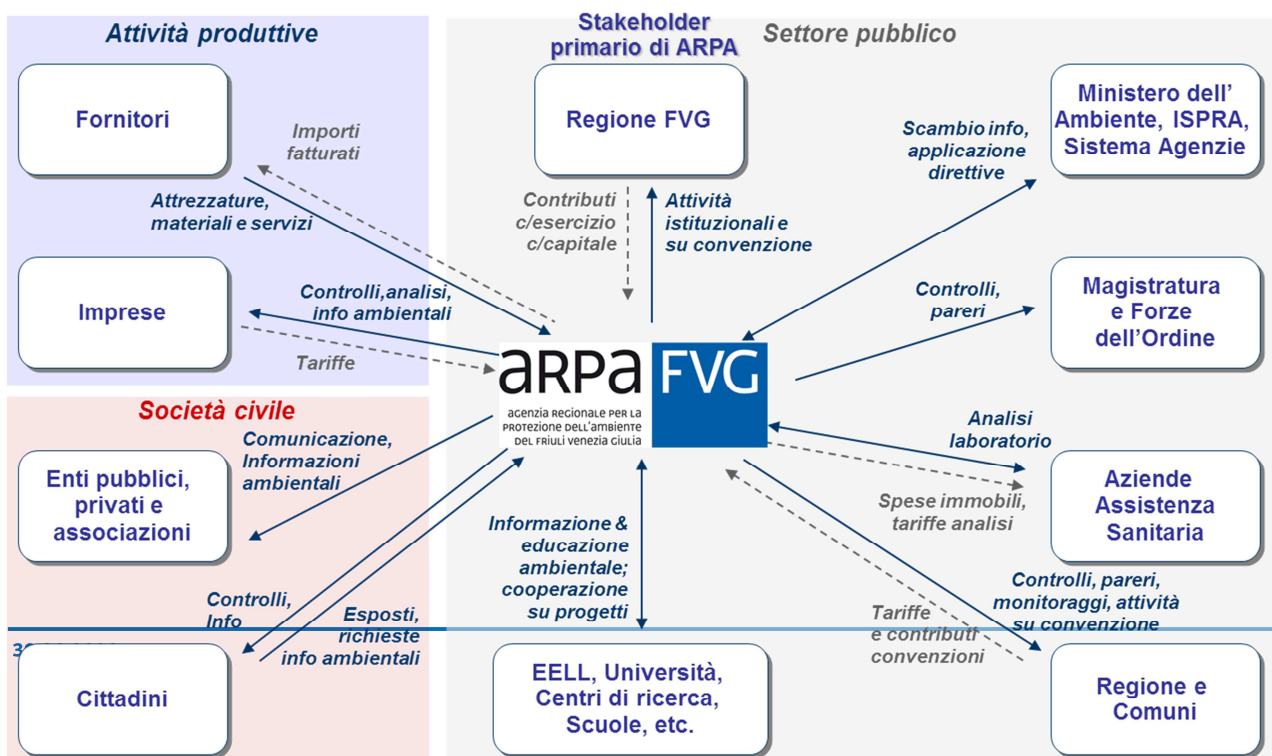 Attività produttive
Fornitori
Importi
fatturati
Attrezzature,
materiali e servizi
Imprese
Controlli,analisi,
info ambientali
Tariffe
Stakeholder
primario di ARPA
Settore pubblico
Regione FVG
Contributi
c/esercizio
c/capitale
Attività
istituzionali e
su convenzione
Ministero dell’
Ambiente, ISPRA,
Sistema Agenzie
Scambio info,
applicazione
direttive
Magistratura
e Forze
dell’Ordine
Controlli,
pareri
aRPa FVG
aGENZIa REGIONaLE PER La
PROTEZIONE DELL'aMBIENTE
DEL FRIULI VENEZIa GIULIa
Società civile
Comunicazione,
Informazioni
ambientali
Enti pubblici,
privati e
associazioni
Controlli,
Info
Esposti,
richieste
info ambientali
Cittadini
Informazione &
educazione
ambientale;
cooperazione
su progetti
EELL, Università,
Centri di ricerca,
Scuole, etc.
Analisi
laboratorio
Spese immobili,
tariffe analisi
Aziende
Assistenza
Sanitaria
Controlli, pareri,
monitoraggi, attività
su convenzione
Tariffe
e contributi
convenzioni
Regione e
Comuni